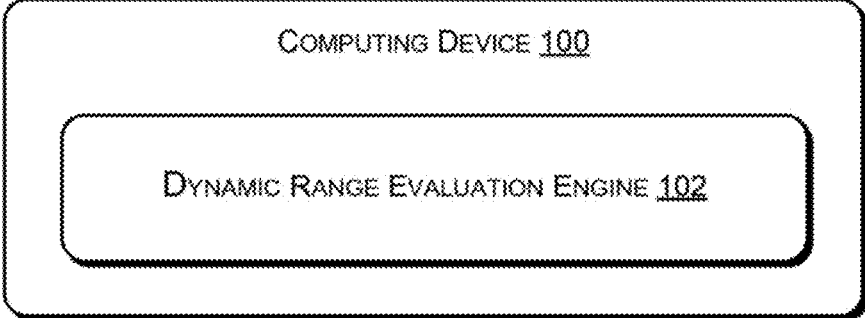 COMPUTING DEVICE 100
DYNAMIC RANGE EVALUATION ENGINE 102